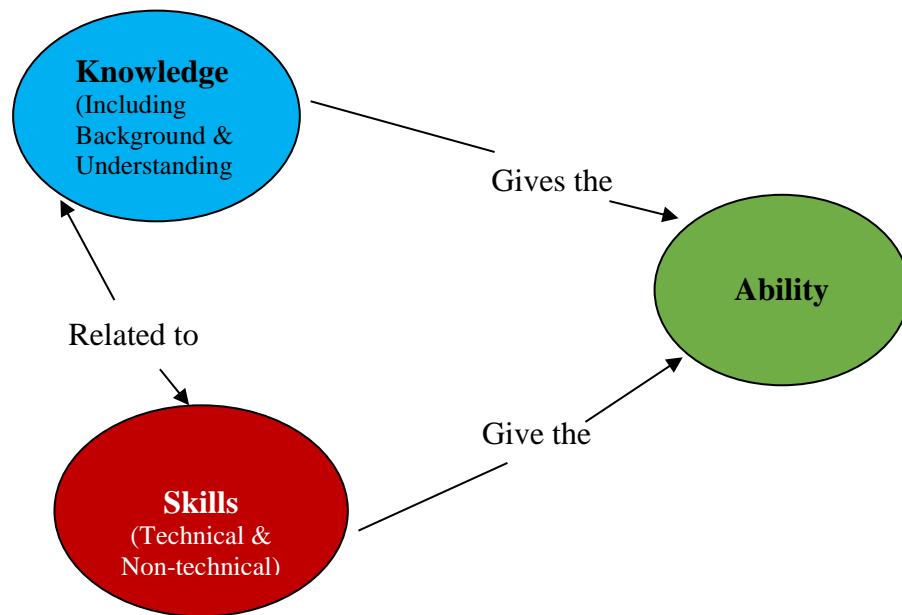 Knowledge
(Including
Background &
Understanding
Gives the
Ability
Related to
Give the
Skills
(Technical &
Non-technical)